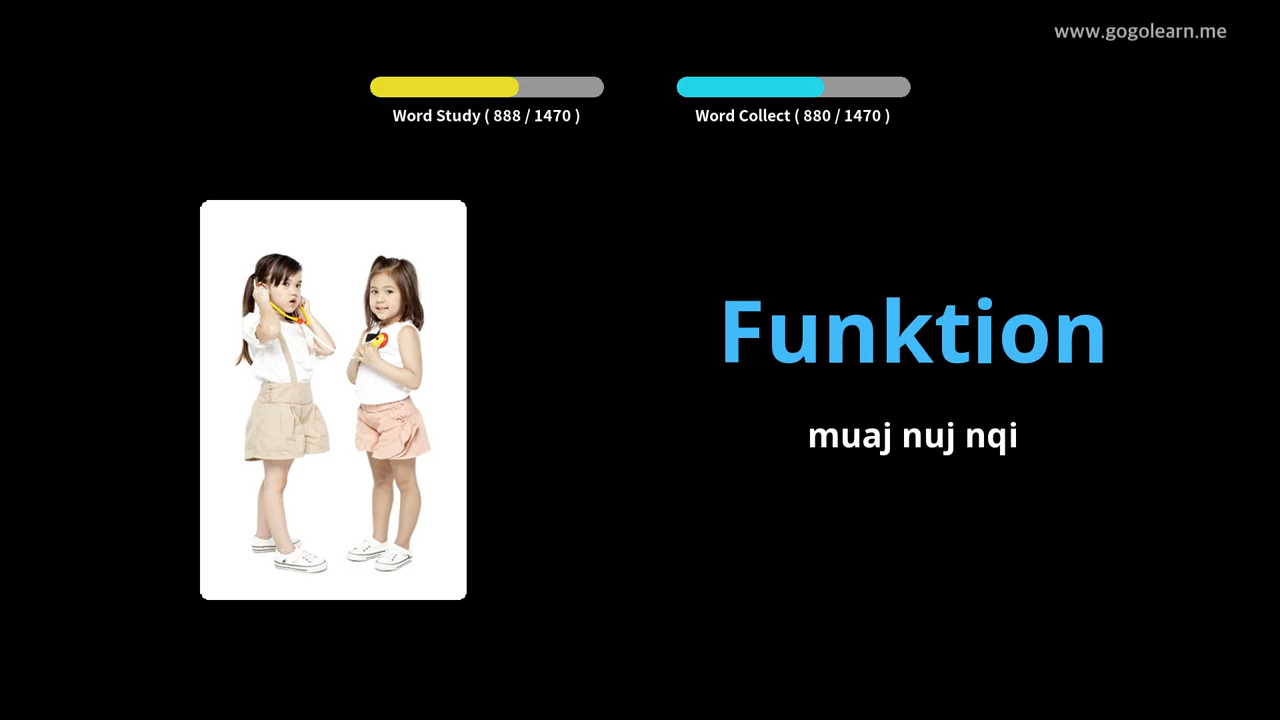 www.gogolearn.me
Word Study ( 888 / 1470 )
Word Collect ( 880 / 1470 )
Funktion
muaj nuj nqi